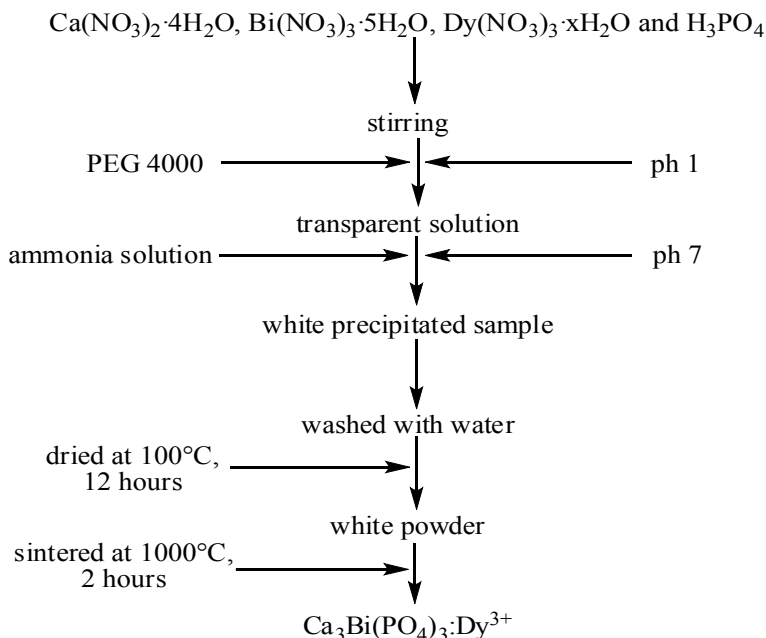 Ca(NO₃)₂·4H₂O, Bi(NO₃)₃·5H₂O, Dy(NO₃)₃·xH₂O and H₃PO₄
stirring
PEG 4000
ph 1
transparent solution
ammonia solution
ph 7
white precipitated sample
washed with water
dried at 100°C,
12 hours
white powder
sintered at 1000°C,
2 hours
Ca₃Bi(PO₄)₃:Dy³⁺